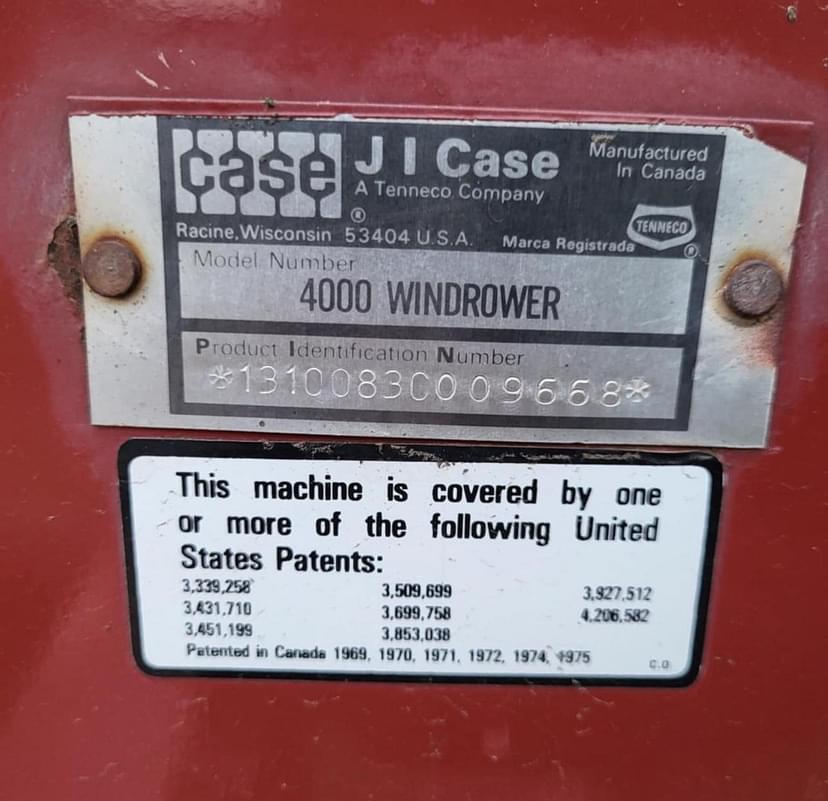 case
J I Case
Manufactured
In Canada
A Tenneco Company
®
Racine, Wisconsin 53404 U.S.A. Marca Registrada
TENNECO
®
Model Number
4000 WINDROWER
Product Identification Number
*1310083C009668*
This machine is covered by one
or more of the following United
States Patents:
3,339,258 3,509,699 3,927,512
3,431,710 3,699,758 4,206,582
3,451,199 3,853,038
Patented in Canada 1969, 1970, 1971, 1972, 1974, 1975